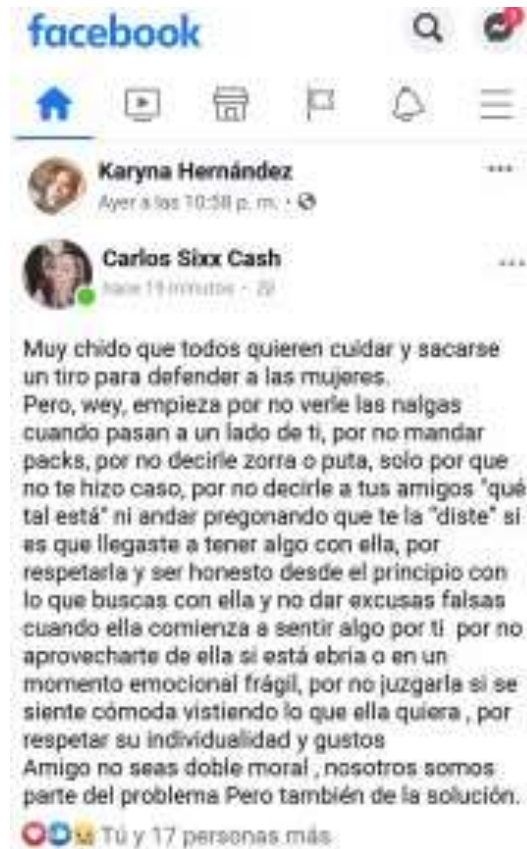 facebook
Karyna Hernández
Ayer a las 10:58 p. m.
Carlos Sixx Cash
hace 19 minutos
Muy chido que todos quieren cuidar y sacarse
un tiro para defender a las mujeres.
Pero, wey, empieza por no verle las nalgas
cuando pasan a un lado de ti, por no mandar
packs, por no decirle zorra o puta, solo por que
no te hizo caso, por no decirle a tus amigos "qué
tal está" ni andar pregonando que te la "diste" si
es que llegaste a tener algo con ella, por
respetarla y ser honesto desde el principio con
lo que buscas con ella y no dar excusas falsas
cuando ella comienza a sentir algo por ti por no
aprovecharte de ella si está ebria o en un
momento emocional frágil, por no juzgarla si se
siente cómoda vistiendo lo que ella quiera , por
respetar su individualidad y gustos
Amigo no seas doble moral , nosotros somos
parte del problema Pero también de la solución.
Tú y 17 personas más